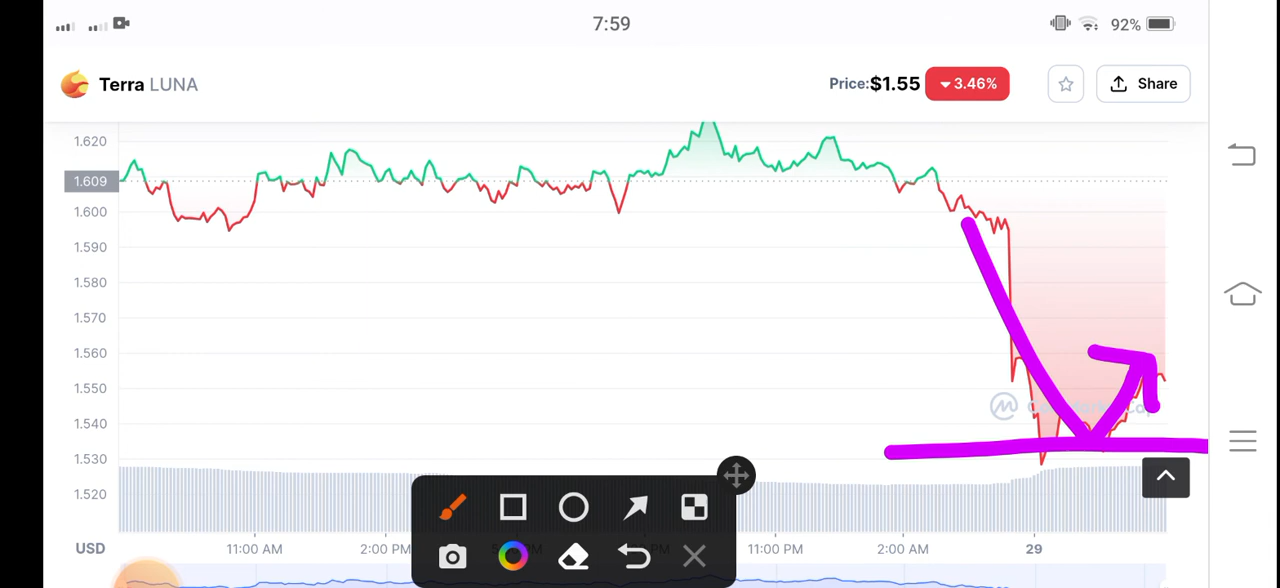 7:59
92%
Terra LUNA
Price:$1.55 3.46%
Share
1.620
1.609
1.600
1.590
1.580
1.570
1.560
1.550
1.540
1.530
1.520
USD
11:00 AM
2:00 PM
11:00 PM
2:00 AM
29